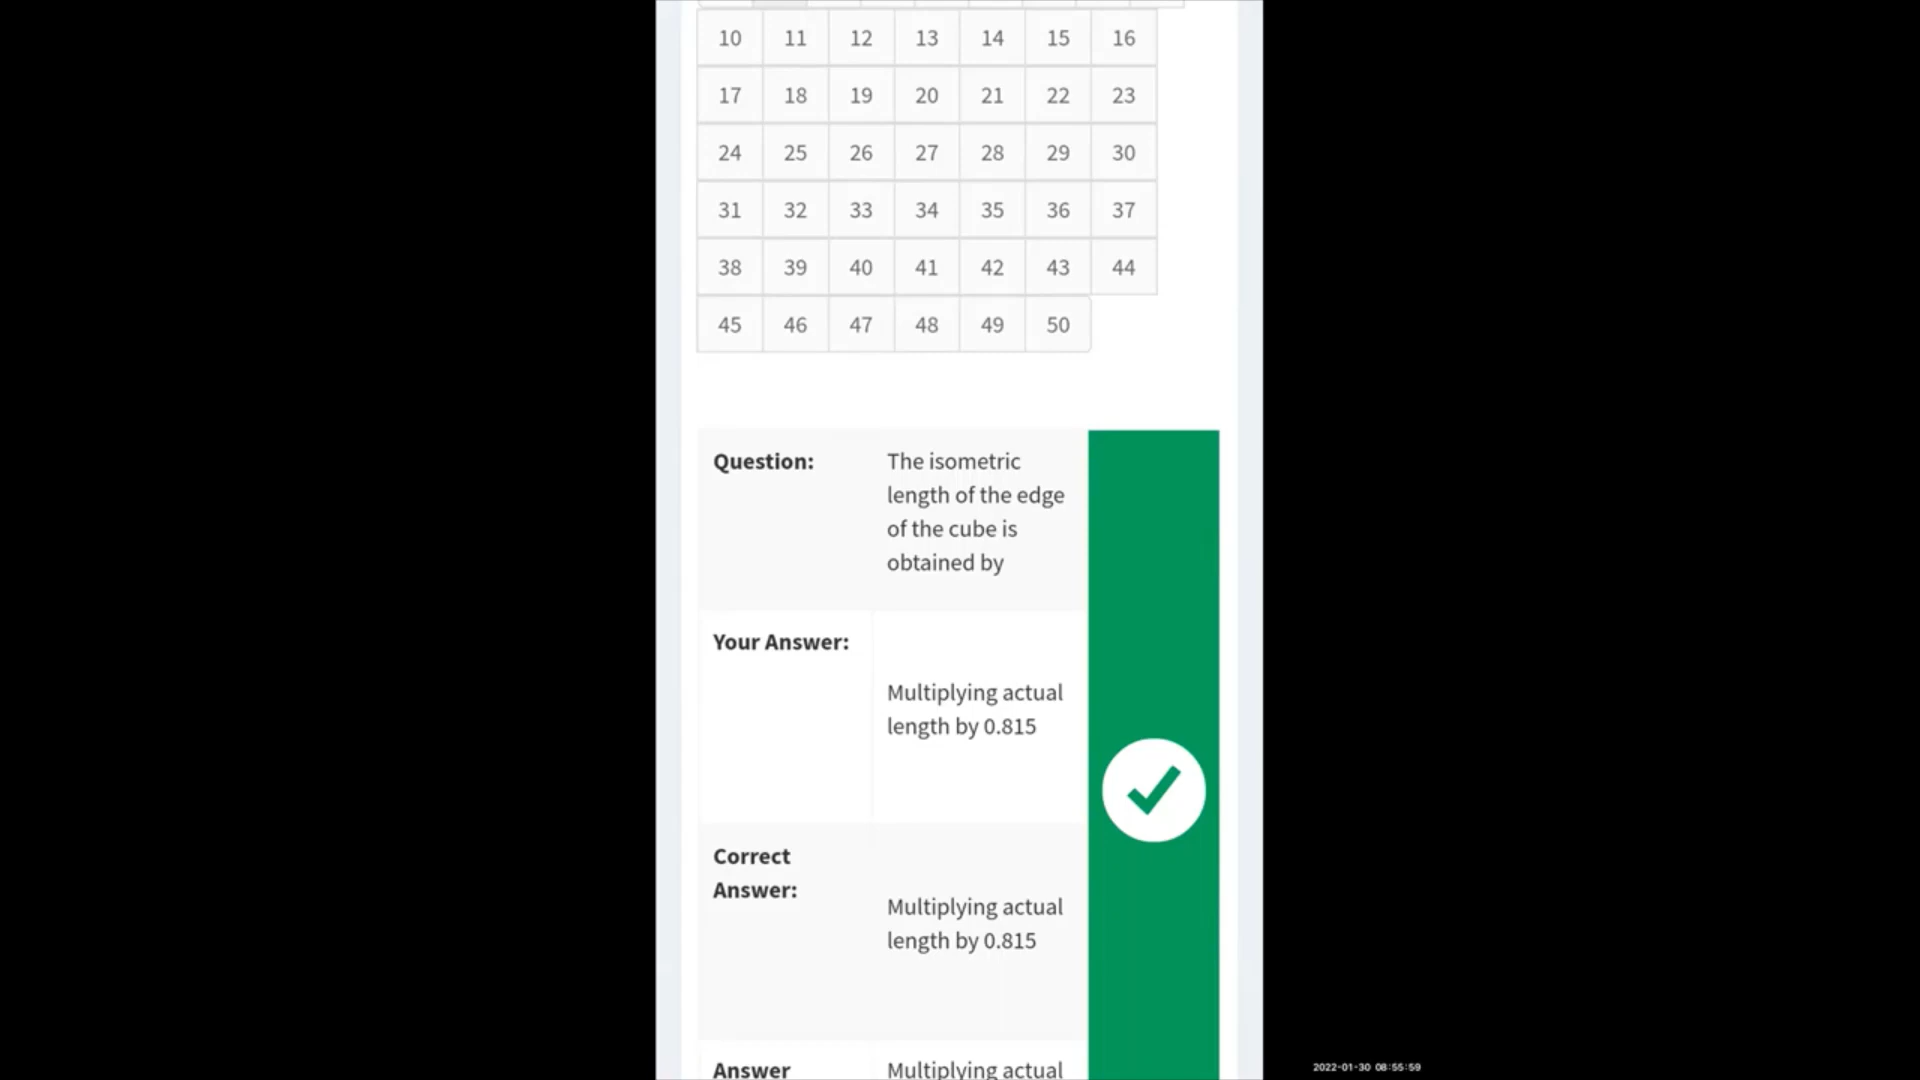 10 11 12 13 14 15 16
17 18 19 20 21 22 23
24 25 26 27 28 29 30
31 32 33 34 35 36 37
38 39 40 41 42 43 44
45 46 47 48 49 50
Question: The isometric
length of the edge
of the cube is
obtained by
Your Answer:
Multiplying actual
length by 0.815
Correct
Answer:
Multiplying actual
length by 0.815
Answer Multiplying actual
2022-01-30 08:55:59